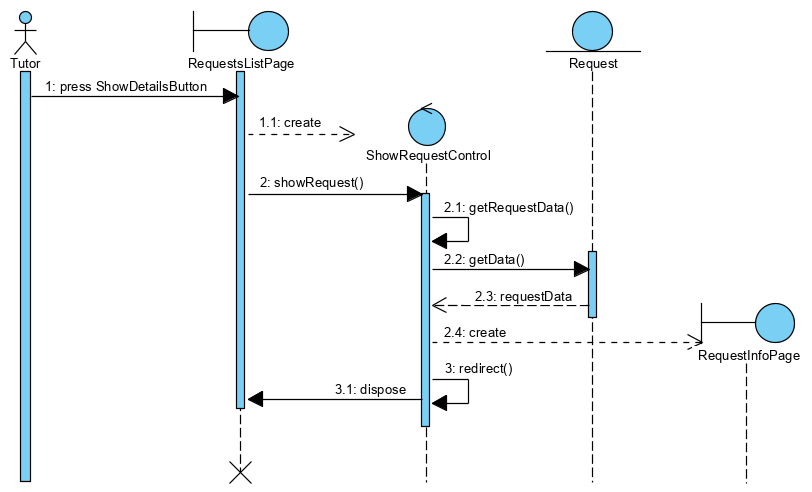 Tutor
RequestsListPage
Request
1: press ShowDetailsButton
1.1: create
ShowRequestControl
2: showRequest()
2.1: getRequestData()
2.2: getData()
2.3: requestData
2.4: create
RequestInfoPage
3: redirect()
3.1: dispose